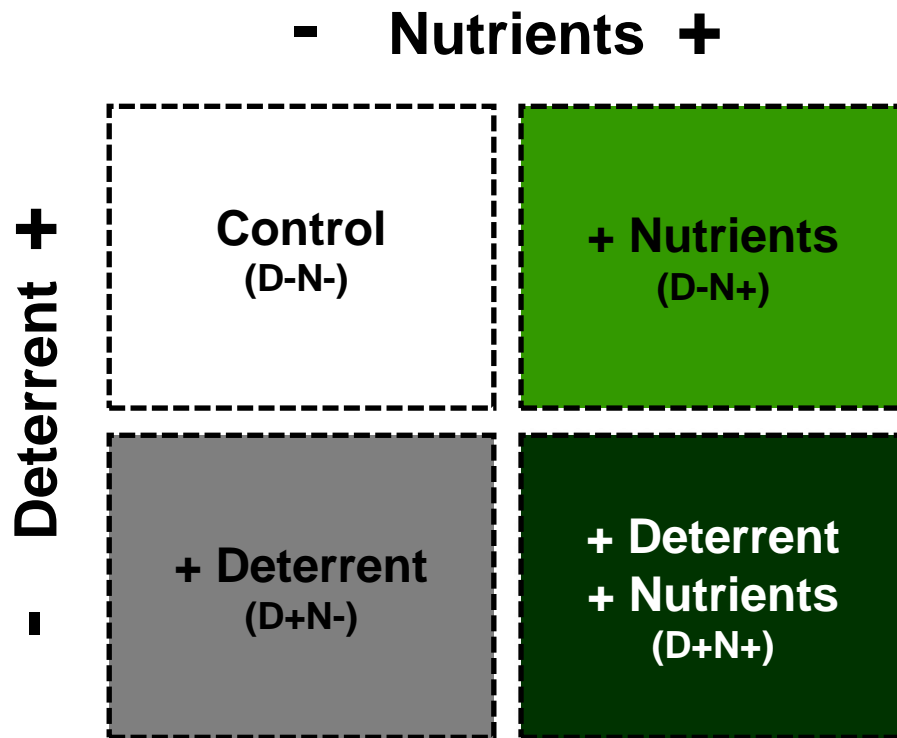 - Nutrients +
- Deterrent +
Control
(D-N-)
+ Nutrients
(D-N+)
+ Deterrent
(D+N-)
+ Deterrent
+ Nutrients
(D+N+)